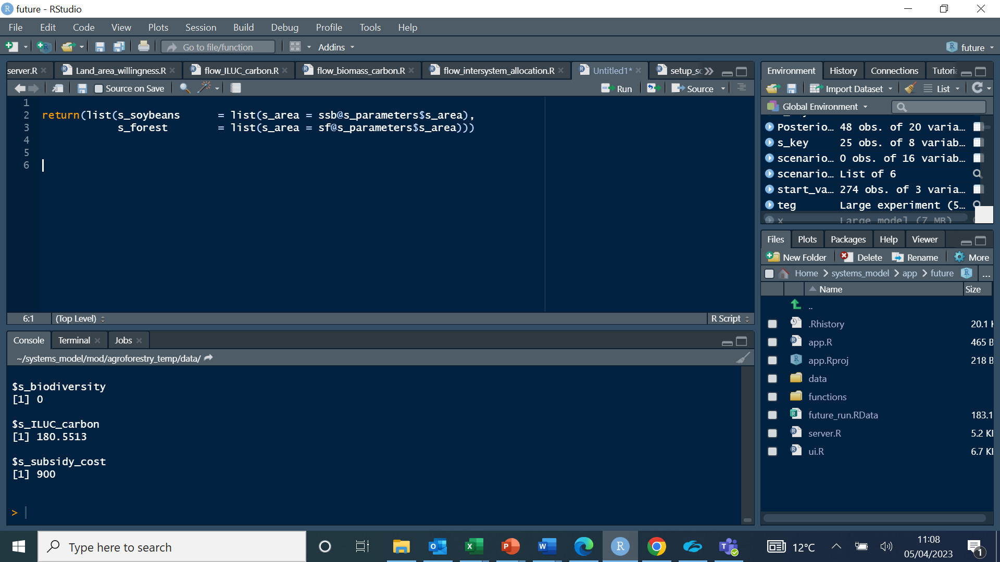 future - RStudio
File Edit Code View Plots Session Build Debug Profile Tools Help
Go to file/function Addins future
server.R Land_area_willingness.R flow_ILUC_carbon.R flow_biomass_carbon.R flow_intersystem_allocation.R Untitled1* setup_sc
Source on Save Run Source
1
2 return(list(s_soybeans = list(s_area = ssb@s_parameters$s_area),
3 s_forest = list(s_area = sf@s_parameters$s_area)))
4
5
6
6:1 (Top Level) R Script
Console Terminal Jobs
~/systems_model/mod/agroforestry_temp/data/
$s_biodiversity
[1] 0
$s_ILUC_carbon
[1] 180.5513
$s_subsidy_cost
[1] 900
>
Environment History Connections Tutori
Import Dataset List
Global Environment
Posterio... 48 obs. of 20 varia...
s_key 25 obs. of 8 variab...
scenario... 0 obs. of 16 variab...
scenario... List of 6
start_va... 274 obs. of 3 varia...
teg Large experiment (5...
x Large model (7 MB)
Files Plots Packages Help Viewer
New Folder Delete Rename More
Home systems_model app future ...
Name Size
..
.Rhistory 20.1
app.R 465 B
app.Rproj 218 B
data
functions
future_run.RData 183.1
server.R 5.2 K
ui.R 6.7 K
Type here to search
12°C
11:08
05/04/2023
1